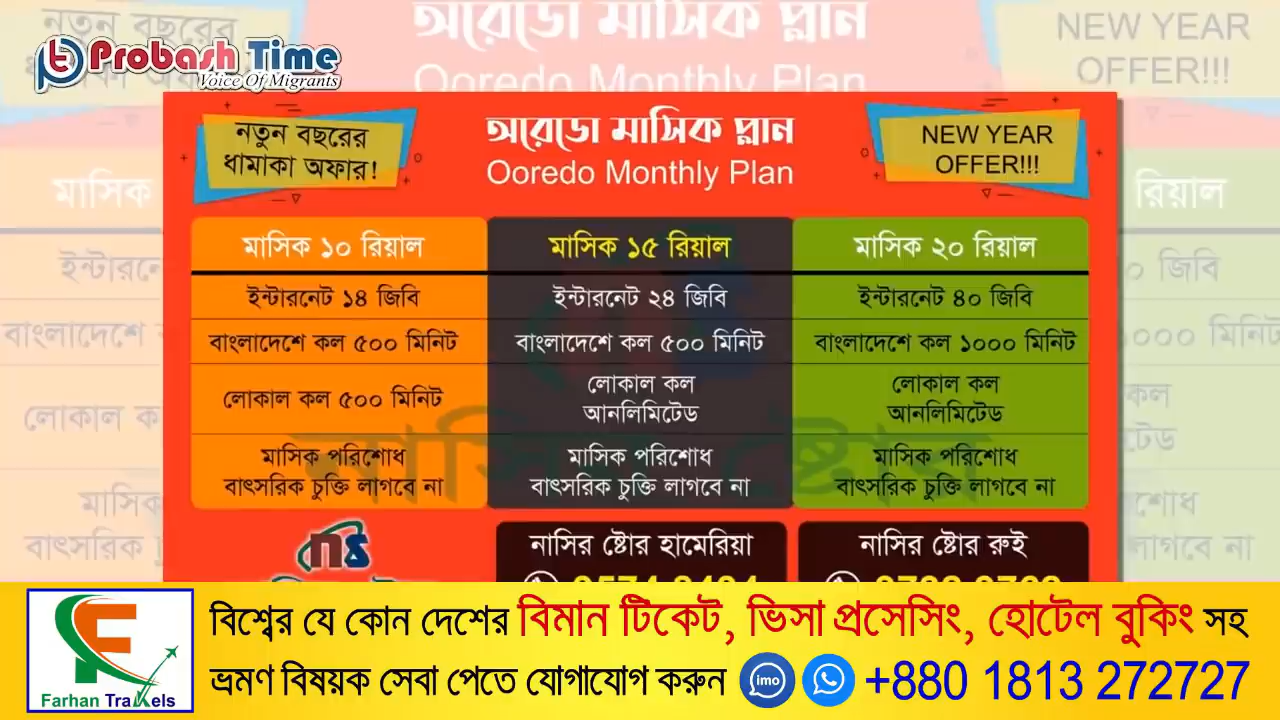 Probash Time
Voice Of Migrants
নতুন বছরের
ধামাকা অফার!
অরেডো মাসিক প্লান
Ooredo Monthly Plan
NEW YEAR
OFFER!!!
মাসিক ১০ রিয়াল
ইন্টারনেট ১৪ জিবি
বাংলাদেশে কল ৫০০ মিনিট
লোকাল কল ৫০০ মিনিট
মাসিক পরিশোধ
বাৎসরিক চুক্তি লাগবে না
মাসিক ১৫ রিয়াল
ইন্টারনেট ২৪ জিবি
বাংলাদেশে কল ৫০০ মিনিট
লোকাল কল
আনলিমিটেড
মাসিক পরিশোধ
বাৎসরিক চুক্তি লাগবে না
মাসিক ২০ রিয়াল
ইন্টারনেট ৪০ জিবি
বাংলাদেশে কল ১০০০ মিনিট
লোকাল কল
আনলিমিটেড
মাসিক পরিশোধ
বাৎসরিক চুক্তি লাগবে না
ns
নাসির ষ্টোর হামেরিয়া
নাসির ষ্টোর রুই
Farhan Travels
বিশ্বের যে কোন দেশের বিমান টিকেট, ভিসা প্রসেসিং, হোটেল বুকিং সহ
ভ্রমণ বিষয়ক সেবা পেতে যোগাযোগ করুন imo +880 1813 272727